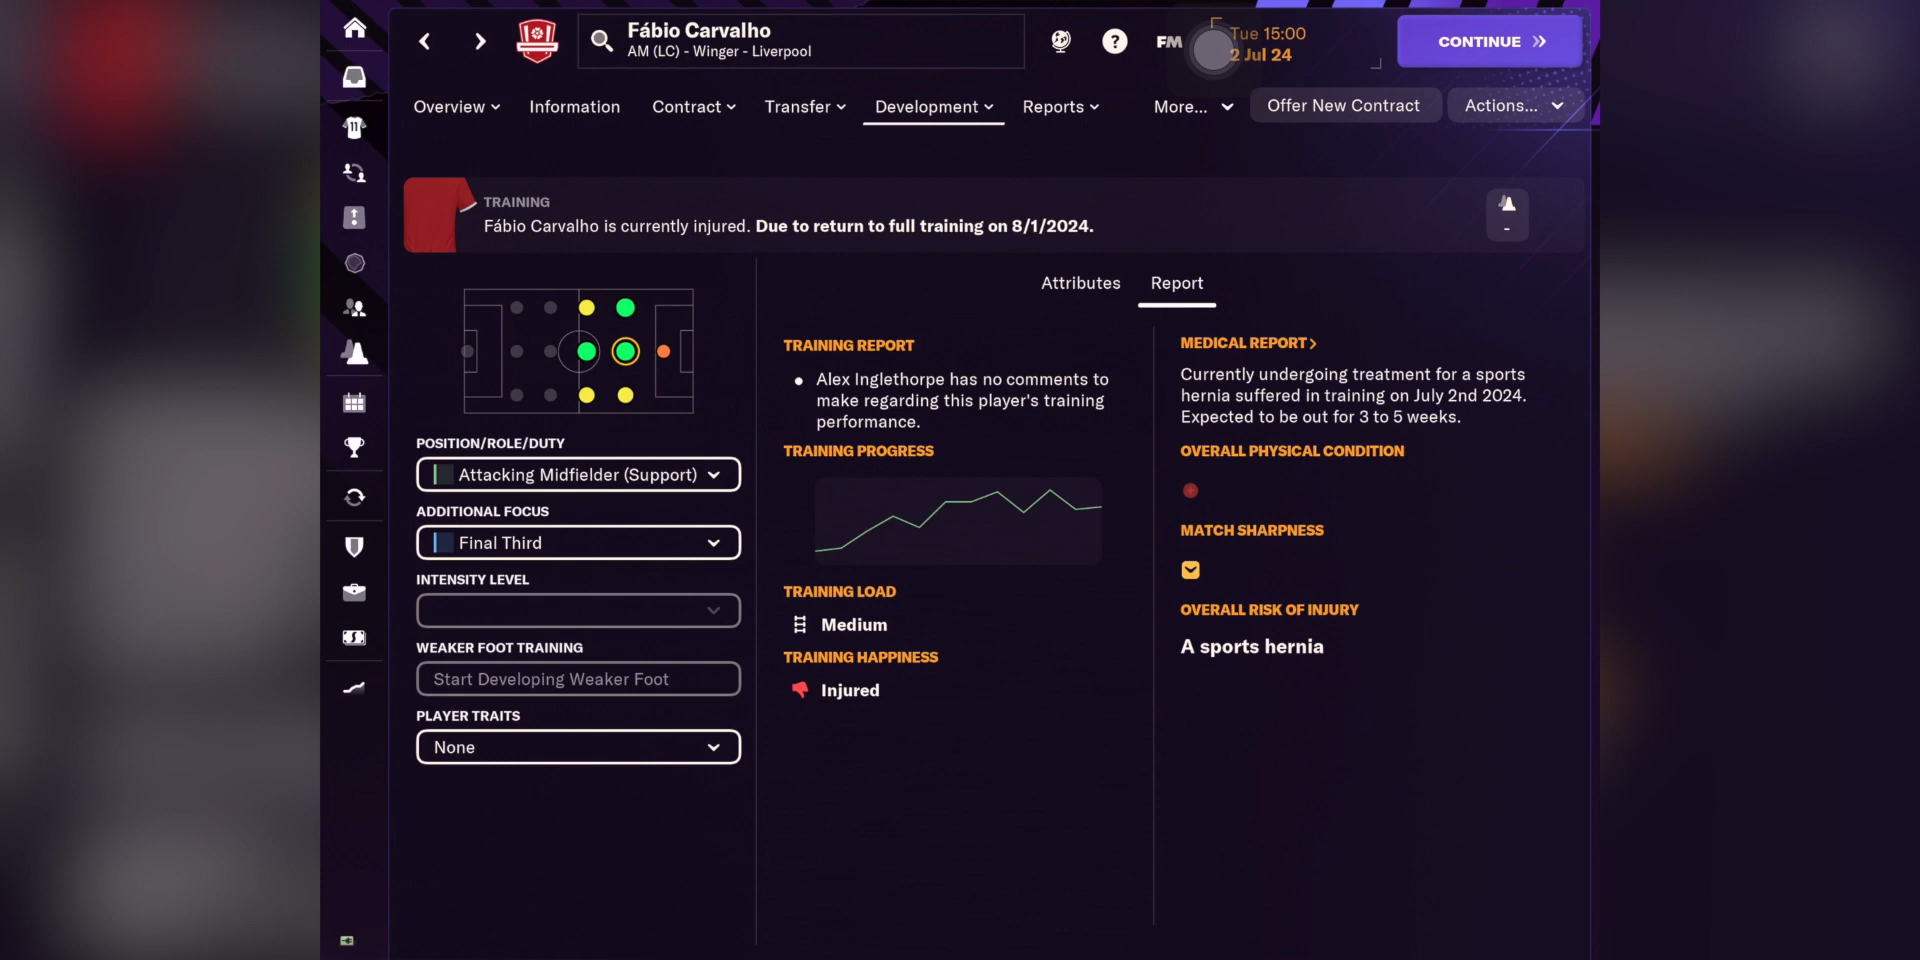 Fábio Carvalho
AM (LC) - Winger - Liverpool
?
FM
Tue 15:00
2 Jul 24
CONTINUE
Overview
Information
Contract
Transfer
Development
Reports
More...
Offer New Contract
Actions...
11
TRAINING
Fábio Carvalho is currently injured. Due to return to full training on 8/1/2024.
-
Attributes
Report
POSITION/ROLE/DUTY
Attacking Midfielder (Support)
ADDITIONAL FOCUS
Final Third
INTENSITY LEVEL
WEAKER FOOT TRAINING
Start Developing Weaker Foot
PLAYER TRAITS
None
TRAINING REPORT
Alex Inglethorpe has no comments to
make regarding this player's training
performance.
TRAINING PROGRESS
TRAINING LOAD
Medium
TRAINING HAPPINESS
Injured
MEDICAL REPORT
Currently undergoing treatment for a sports
hernia suffered in training on July 2nd 2024.
Expected to be out for 3 to 5 weeks.
OVERALL PHYSICAL CONDITION
MATCH SHARPNESS
OVERALL RISK OF INJURY
A sports hernia